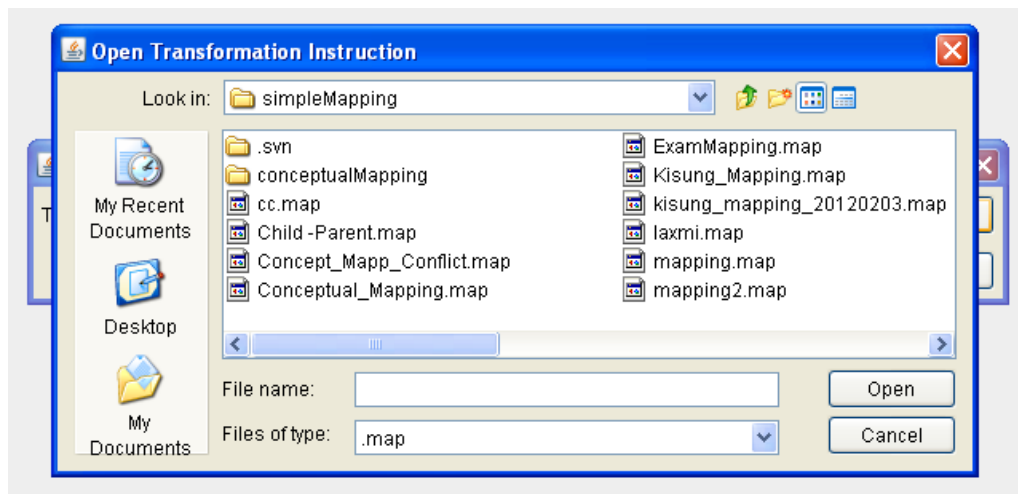 Open Transformation Instruction
Look in:
simpleMapping
My Recent
Documents
Desktop
My
Documents
.svn
conceptualMapping
cc.map
Child -Parent.map
Concept_Mapp_Conflict.map
Conceptual_Mapping.map
ExamMapping.map
Kisung_Mapping.map
kisung_mapping_20120203.map
laxmi.map
mapping.map
mapping2.map
File name:
Open
Files of type:
.map
Cancel
T